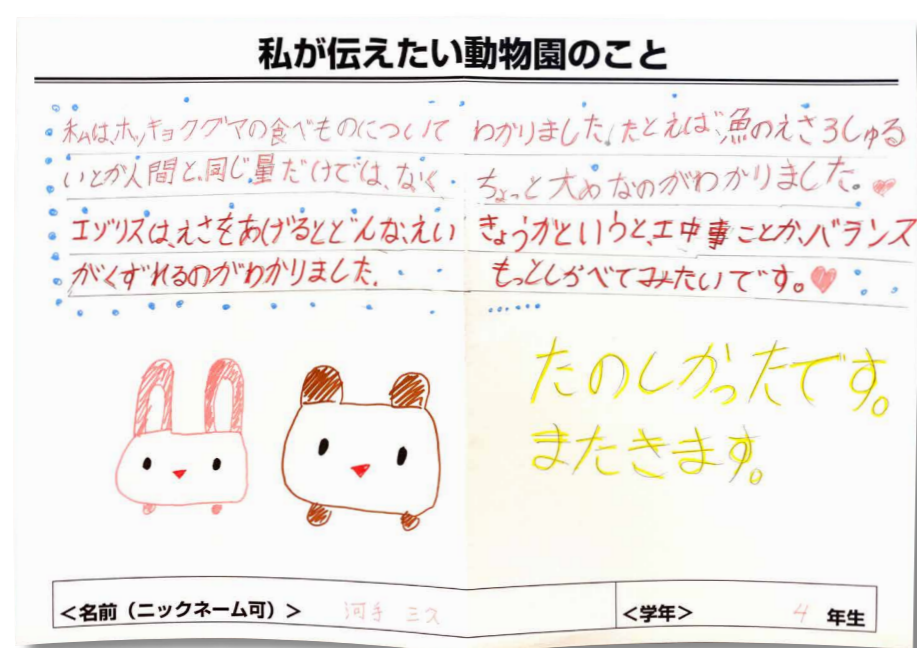 私が伝えたい動物園のこと
私は、ホッキョクグマの食べものについて わかりました。たとえば、魚のえさ3しゅる
いとが人間と、同じ量だけでは、なく ちょっと大めなのがわかりました。
エゾリスは、えさをあげるとどんな、えい きょうがというと、工中事ことか、バランス
がくずれるのがわかりました。 もっとしらべてみたいです。
たのしかったです。
またきます。
<名前（ニックネーム可）> 河手 ミス
<学年> 4 年生